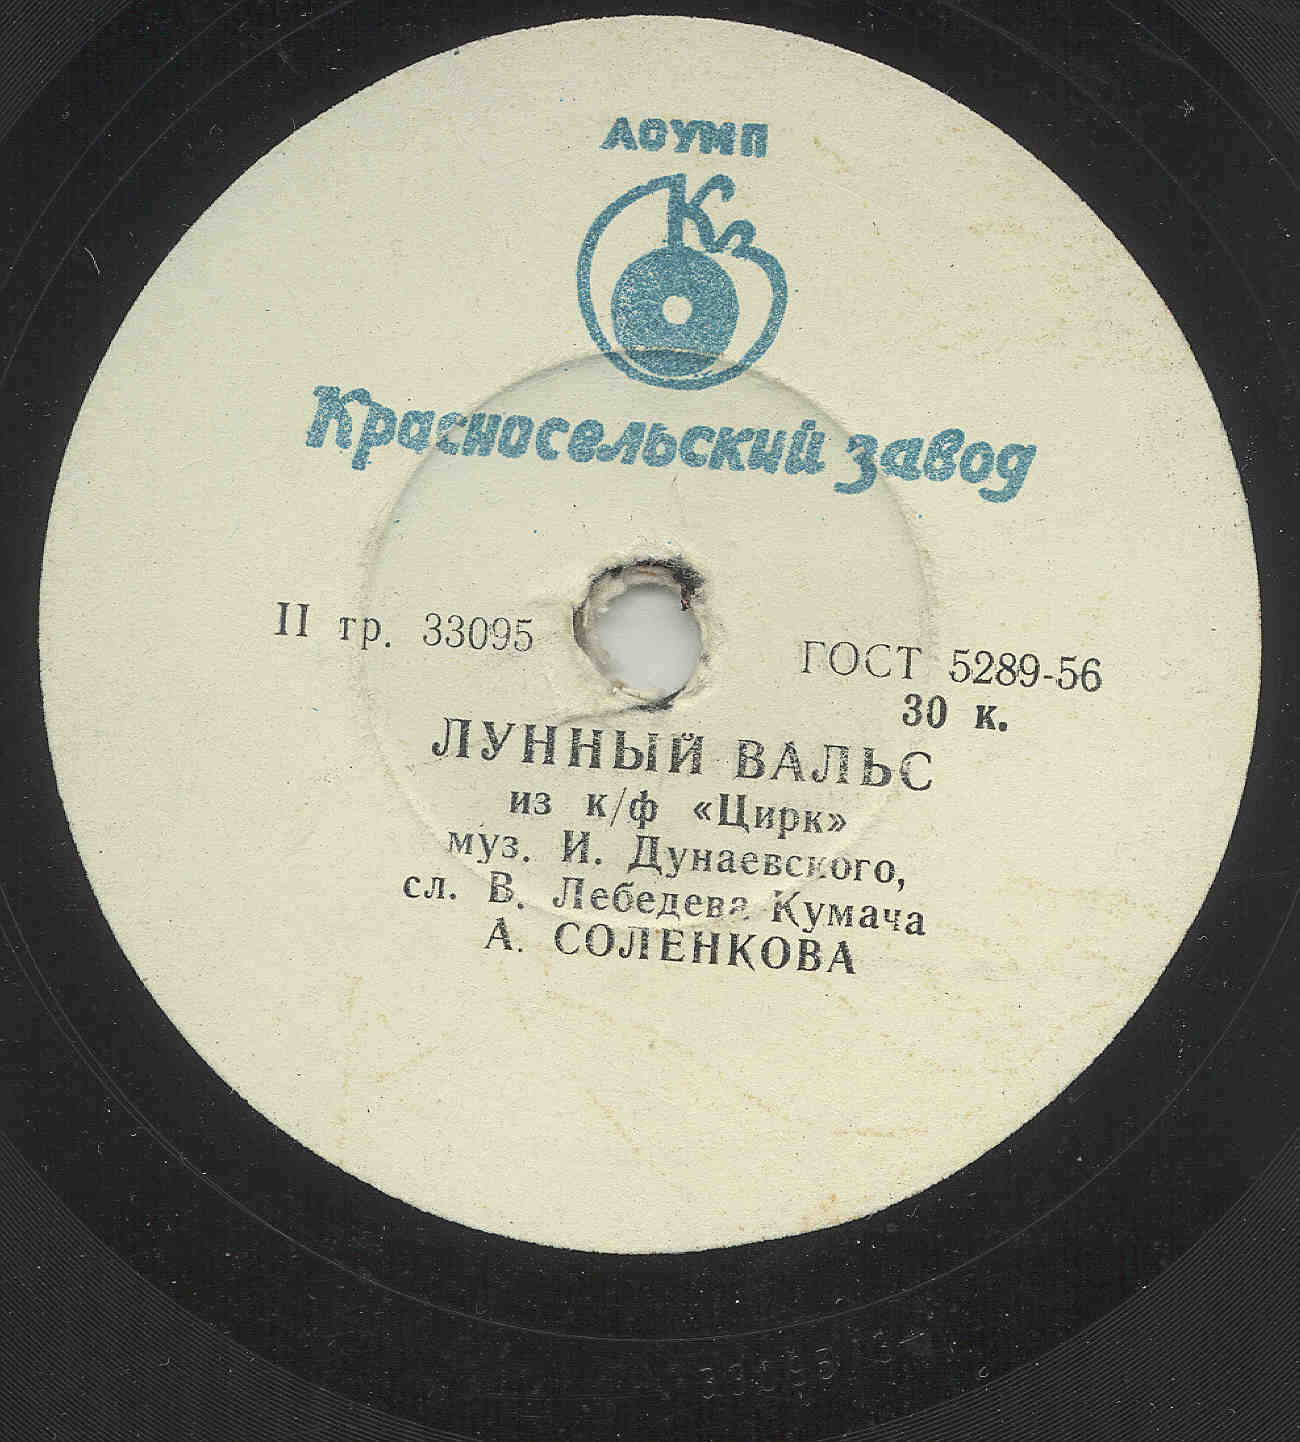 ЛОУМП
Кз
Красносельский завод
II гр. 33095
ГОСТ 5289-56
30 к.
ЛУННЫЙ ВАЛЬС
из к/ф «Цирк»
муз. И. Дунаевского,
сл. В. Лебедева Кумача
А. СОЛЕНКОВА